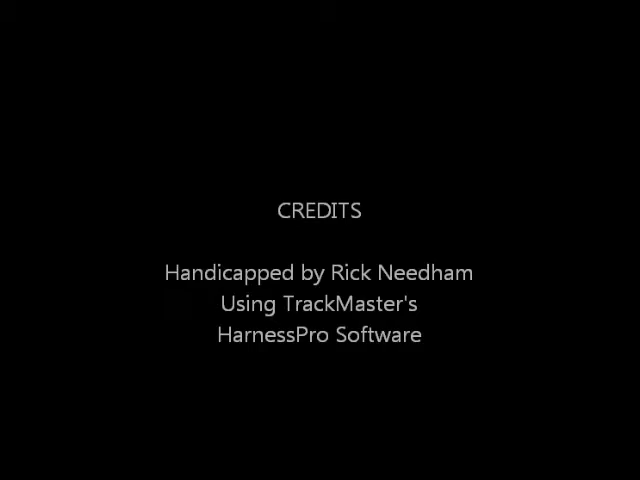 CREDITS
Handicapped by Rick Needham
Using TrackMaster's
HarnessPro Software